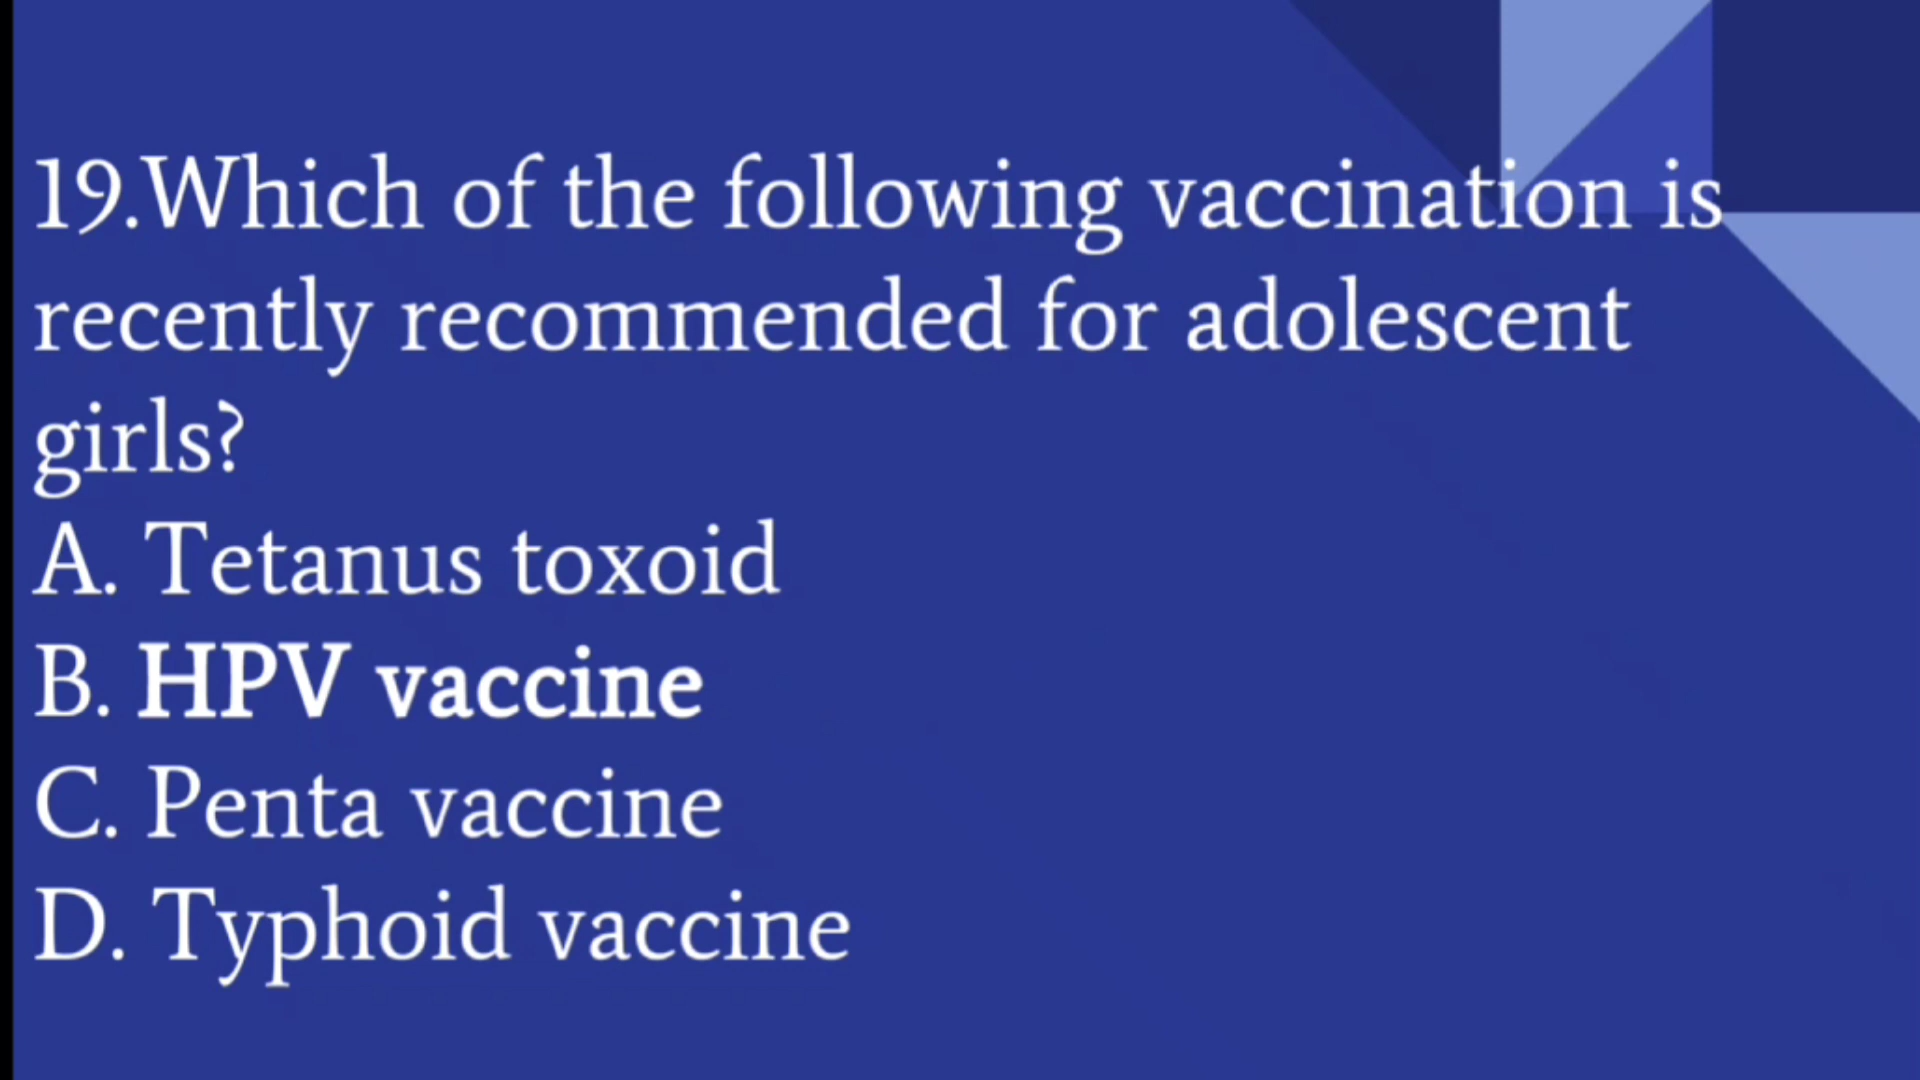 19.Which of the following vaccination is
recently recommended for adolescent
girls?
A. Tetanus toxoid
B. HPV vaccine
C. Penta vaccine
D. Typhoid vaccine